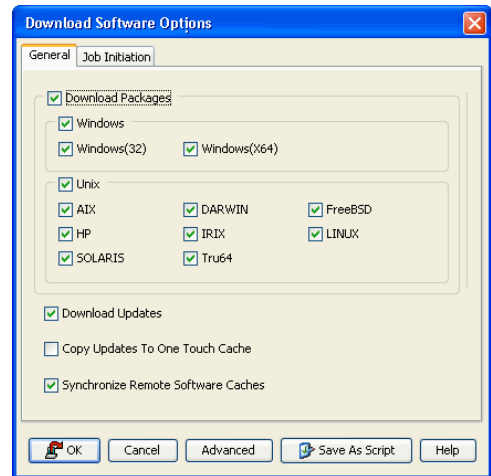 Download Software Options
General Job Initiation
Download Packages
Windows
Windows(32) Windows(X64)
Unix
AIX DARWIN FreeBSD
HP IRIX LINUX
SOLARIS Tru64
Download Updates
Copy Updates To One Touch Cache
Synchronize Remote Software Caches
OK Cancel Advanced Save As Script Help